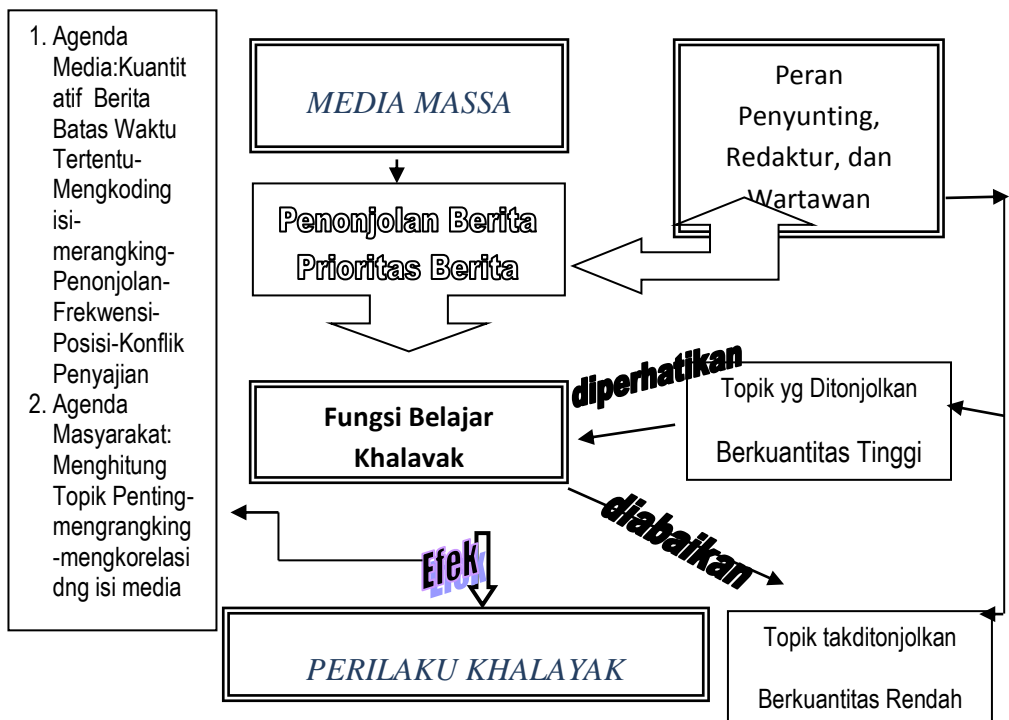 1. Agenda
Media:Kuantit
atif Berita
Batas Waktu
Tertentu-
Mengkoding
isi-
merangking-
Penonjolan-
Frekwensi-
Posisi-Konflik
Penyajian
2. Agenda
Masyarakat:
Menghitung
Topik Penting-
mengrangking
-mengkorelasi
dng isi media
MEDIA MASSA
Peran
Penyunting,
Redaktur, dan
Wartawan
Penonjolan Berita
Prioritas Berita
diperhatikan
Topik yg Ditonjolkan
Berkuantitas Tinggi
Fungsi Belajar
Khalavak
diabaikan
Efek
PERILAKU KHALAYAK
Topik takditonjolkan
Berkuantitas Rendah